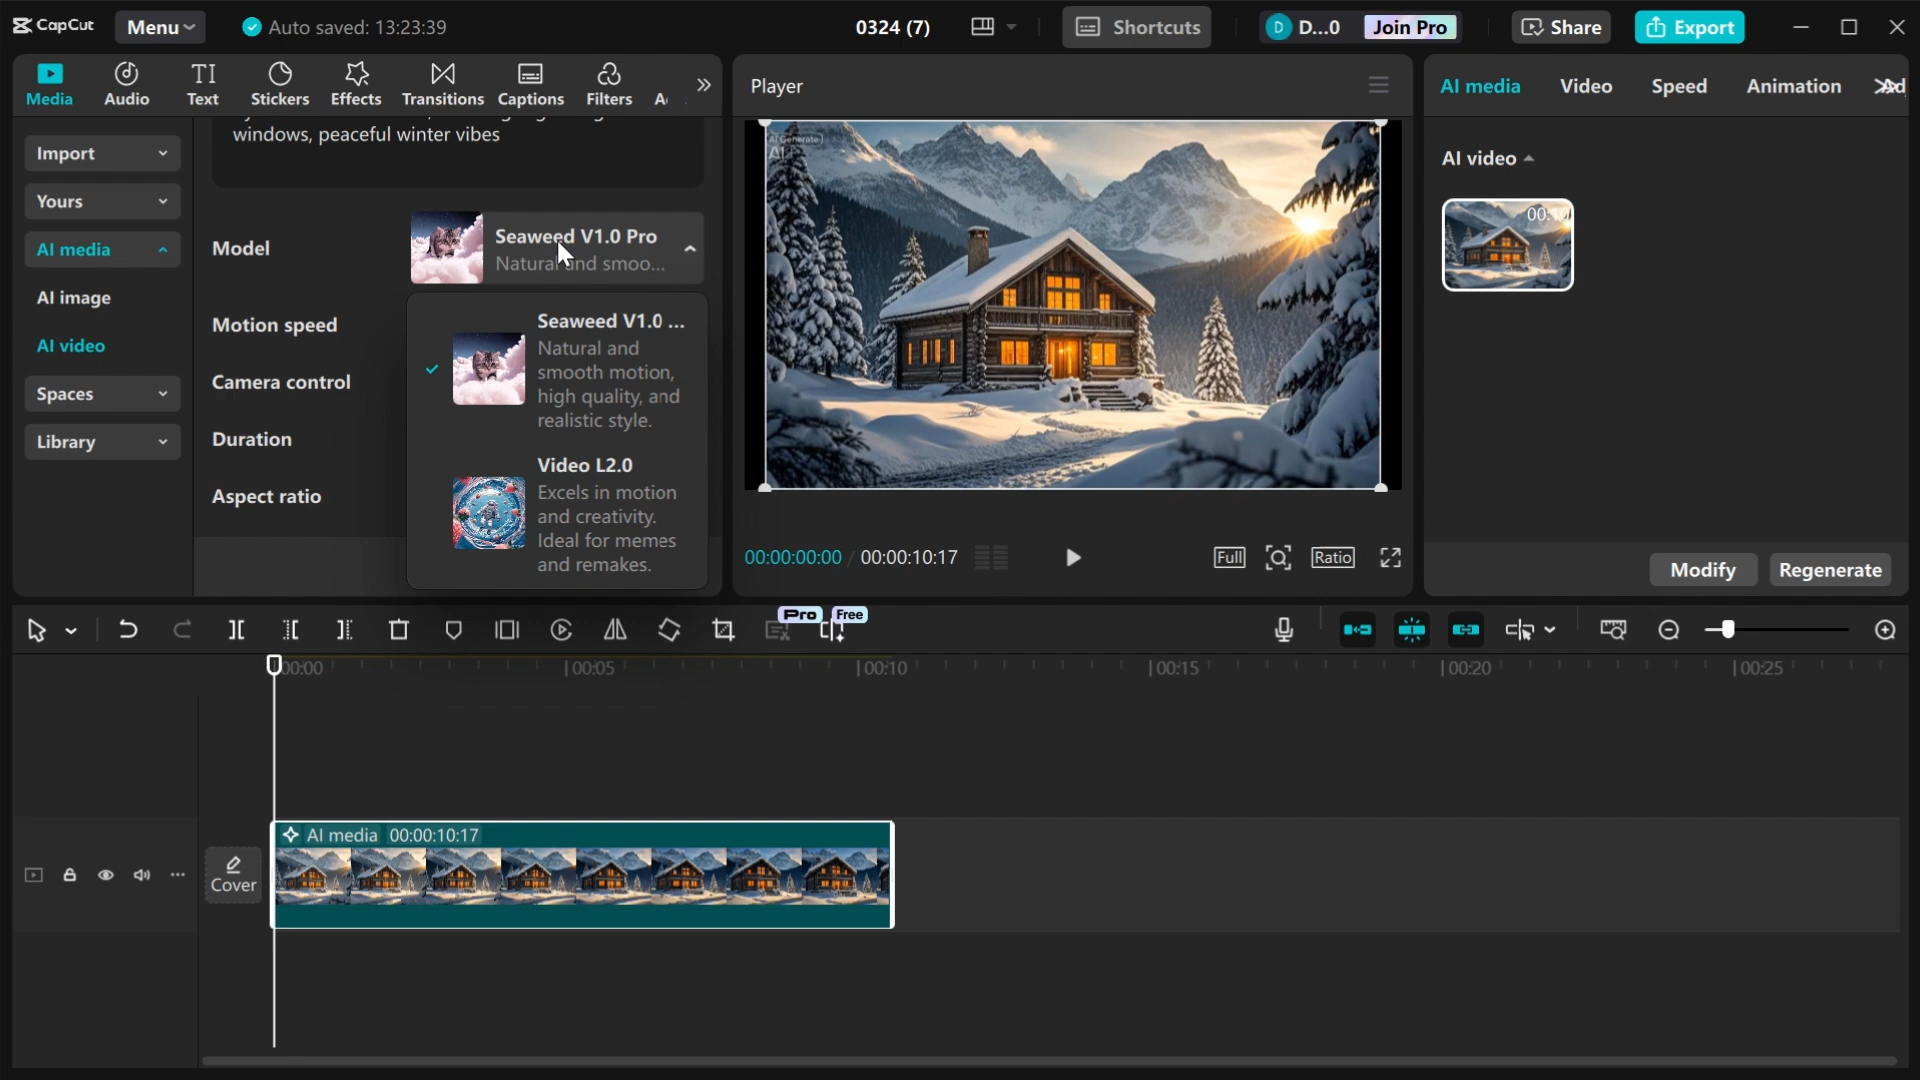 CapCut
Menu
Auto saved: 13:23:39
0324 (7)
Shortcuts
D
D...0
Join Pro
Share
Export
Media
Audio
TI
Text
Stickers
Effects
Transitions
Captions
Filters
Player
AI media
Video
Speed
Animation
Import
Yours
AI media
AI image
AI video
Spaces
Library
windows, peaceful winter vibes
Model
Seaweed V1.0 Pro
Natural and smoo...
Motion speed
Camera control
Duration
Aspect ratio
Seaweed V1.0 ...
Natural and
smooth motion,
high quality, and
realistic style.
Video L2.0
Excels in motion
and creativity.
Ideal for memes
and remakes.
AI Generate
AI
00:00:00:00 / 00:00:10:17
Full
Ratio
AI video
00:10
Modify
Regenerate
Pro
Free
00:00
00:05
00:10
00:15
00:20
00:25
Cover
AI media 00:00:10:17